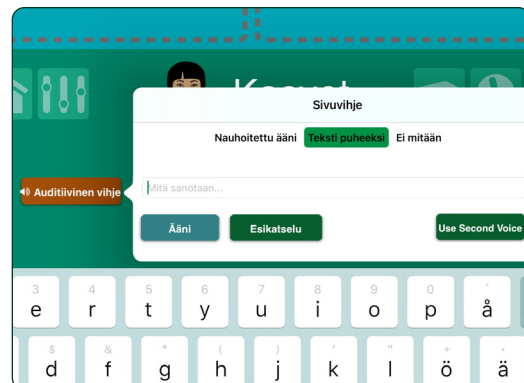 Sivuvihje
Nauhoitettu ääni Teksti puheeksi Ei mitään
Auditiivinen vihje
Mitä sanotaan...
Ääni Esikatselu Use Second Voice
3 4 5 6 7 8 9 0 `
e r t y u i o p å
$ & * ( ) ' " + •
d f g h j k l ö ä